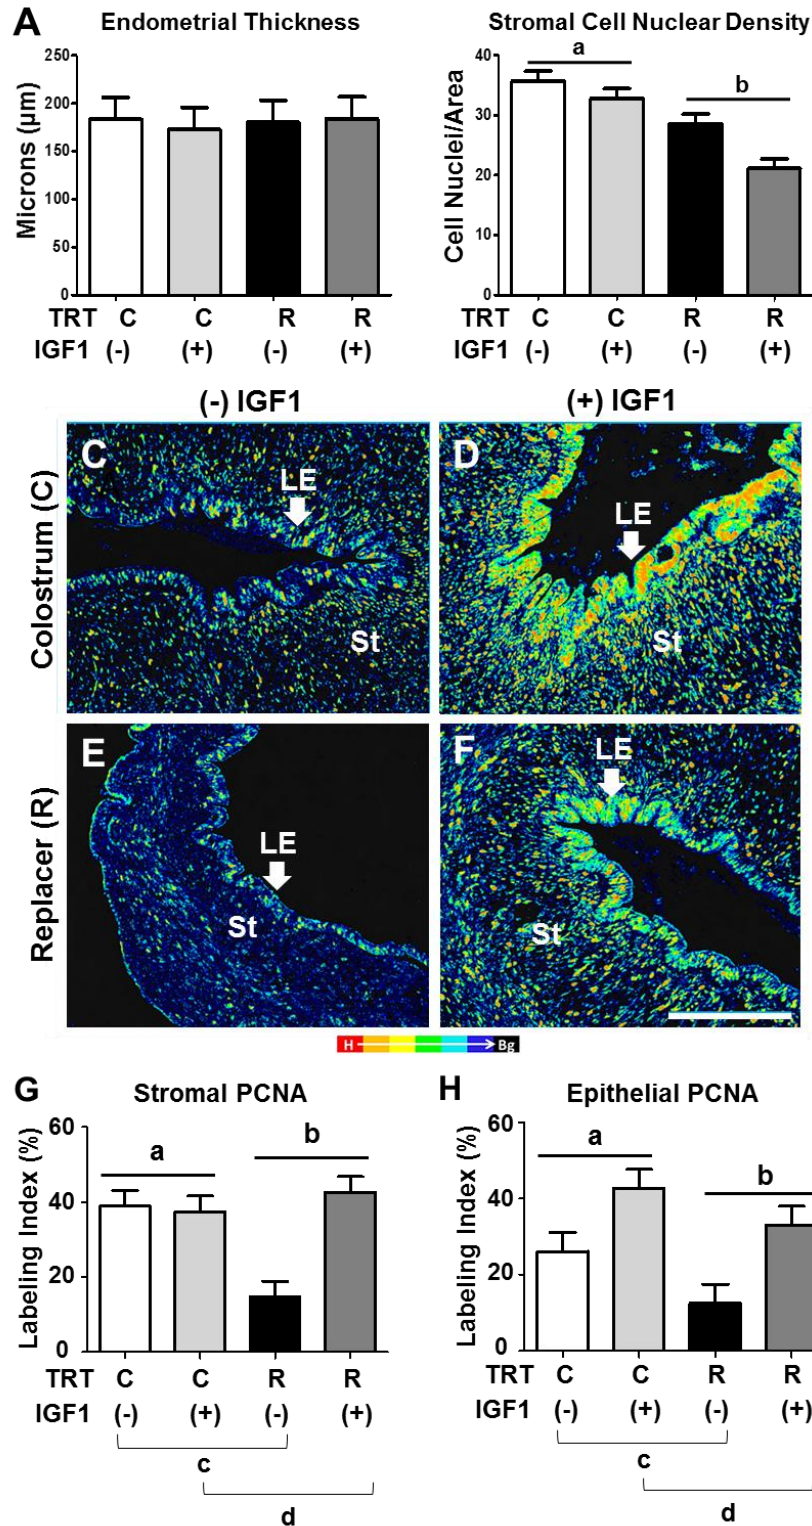 A Endometrial Thickness Stromal Cell Nuclear Density
Microns (µm)
250
200
150
100
50
0
Cell Nuclei/Area
40
30
20
10
0
a
b
TRT C C R R
IGF1 (-) (+) (-) (+)
TRT C C R R
IGF1 (-) (+) (-) (+)
(-) IGF1 (+) IGF1
Colostrum (C)
C
LE
St
D
LE
St
Replacer (R)
E
LE
St
F
LE
St
H Bg
G Stromal PCNA
Labeling Index (%)
60
40
20
0
a
b
TRT C C R R
IGF1 (-) (+) (-) (+)
c
d
H Epithelial PCNA
Labeling Index (%)
60
40
20
0
a
b
TRT C C R R
IGF1 (-) (+) (-) (+)
c
d